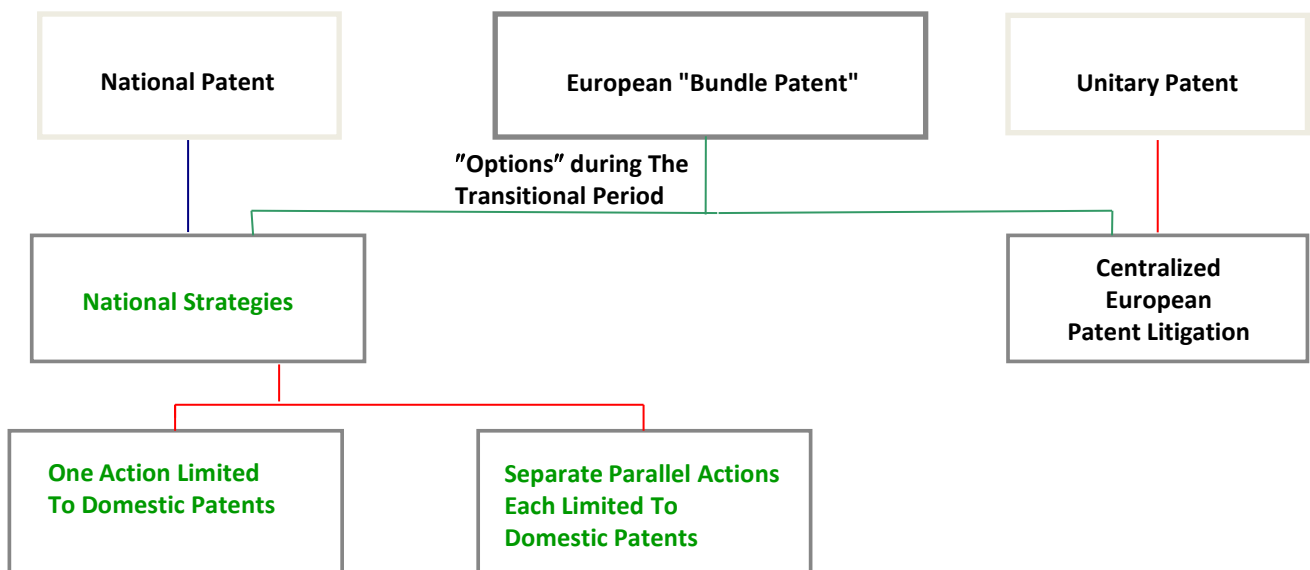 National Patent
European "Bundle Patent"
Unitary Patent
″Options″ during The
Transitional Period
National Strategies
Centralized
European
Patent Litigation
One Action Limited
To Domestic Patents
Separate Parallel Actions
Each Limited To
Domestic Patents